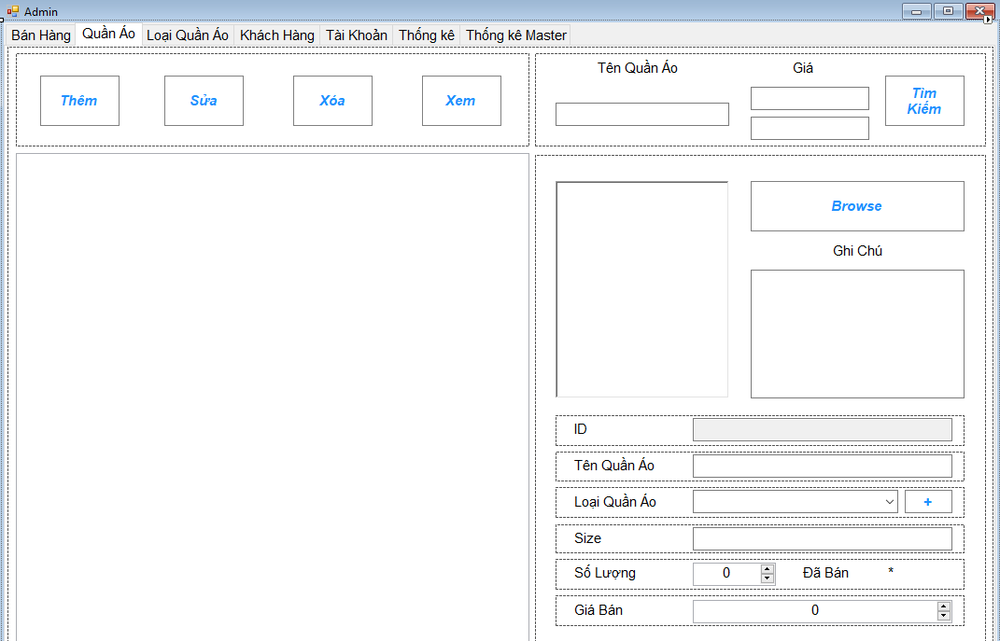 Admin
Bán Hàng Quần Áo Loại Quần Áo Khách Hàng Tài Khoản Thống kê Thống kê Master
Thêm Sửa Xóa Xem
Tên Quần Áo Giá
Tìm
Kiếm
Browse
Ghi Chú
ID
Tên Quần Áo
Loại Quần Áo +
Size
Số Lượng 0 Đã Bán *
Giá Bán 0